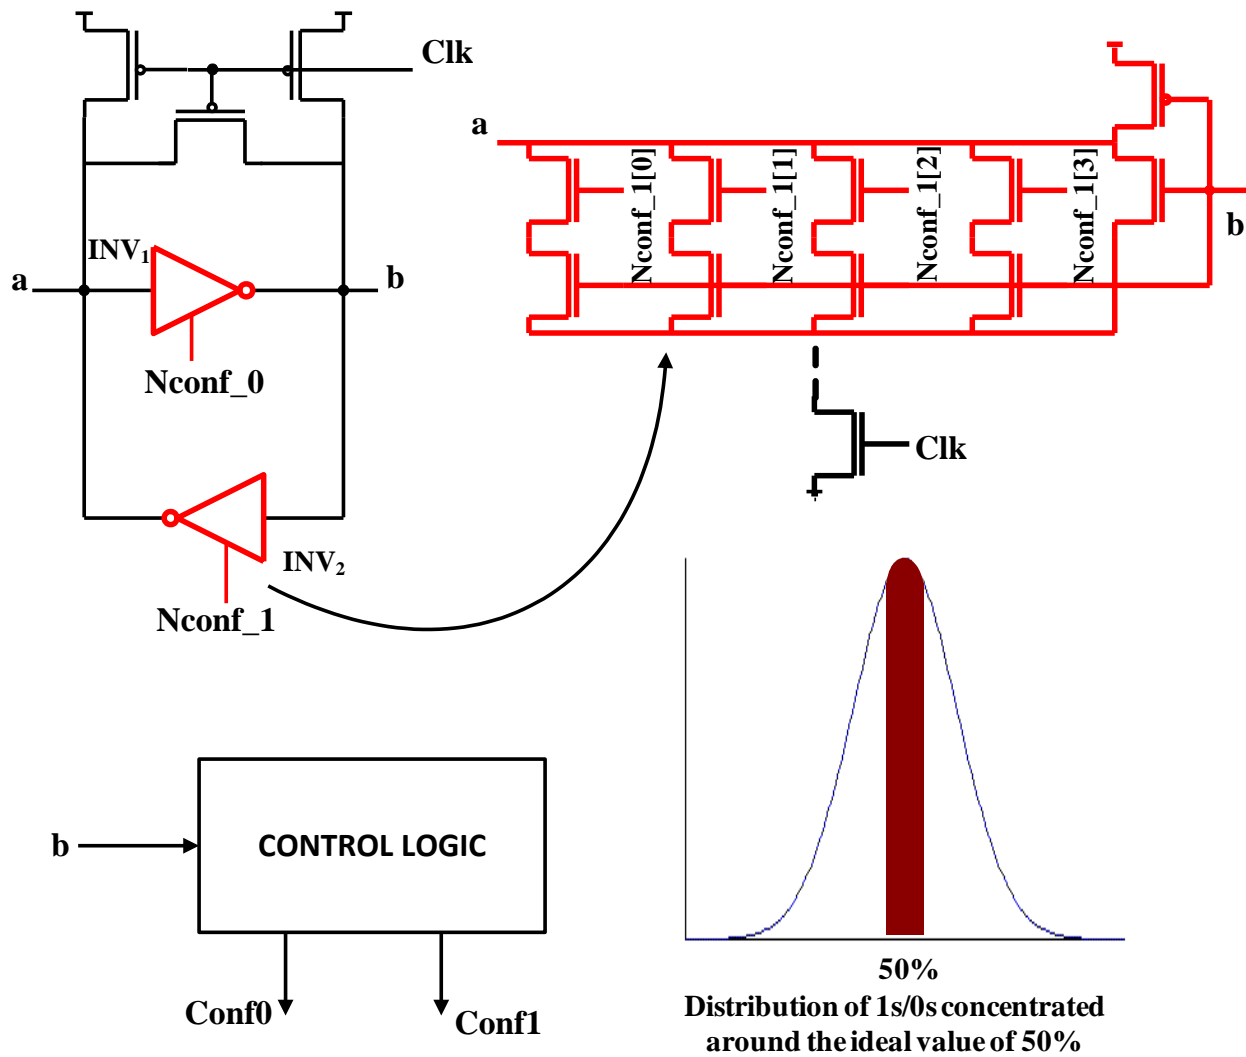 Clk
a
Nconf_1[0]
Nconf_1[1]
Nconf_1[2]
Nconf_1[3]
b
INV1
a
b
Nconf_0
Clk
INV2
Nconf_1
b
CONTROL LOGIC
Conf0
Conf1
50%
Distribution of 1s/0s concentrated
around the ideal value of 50%